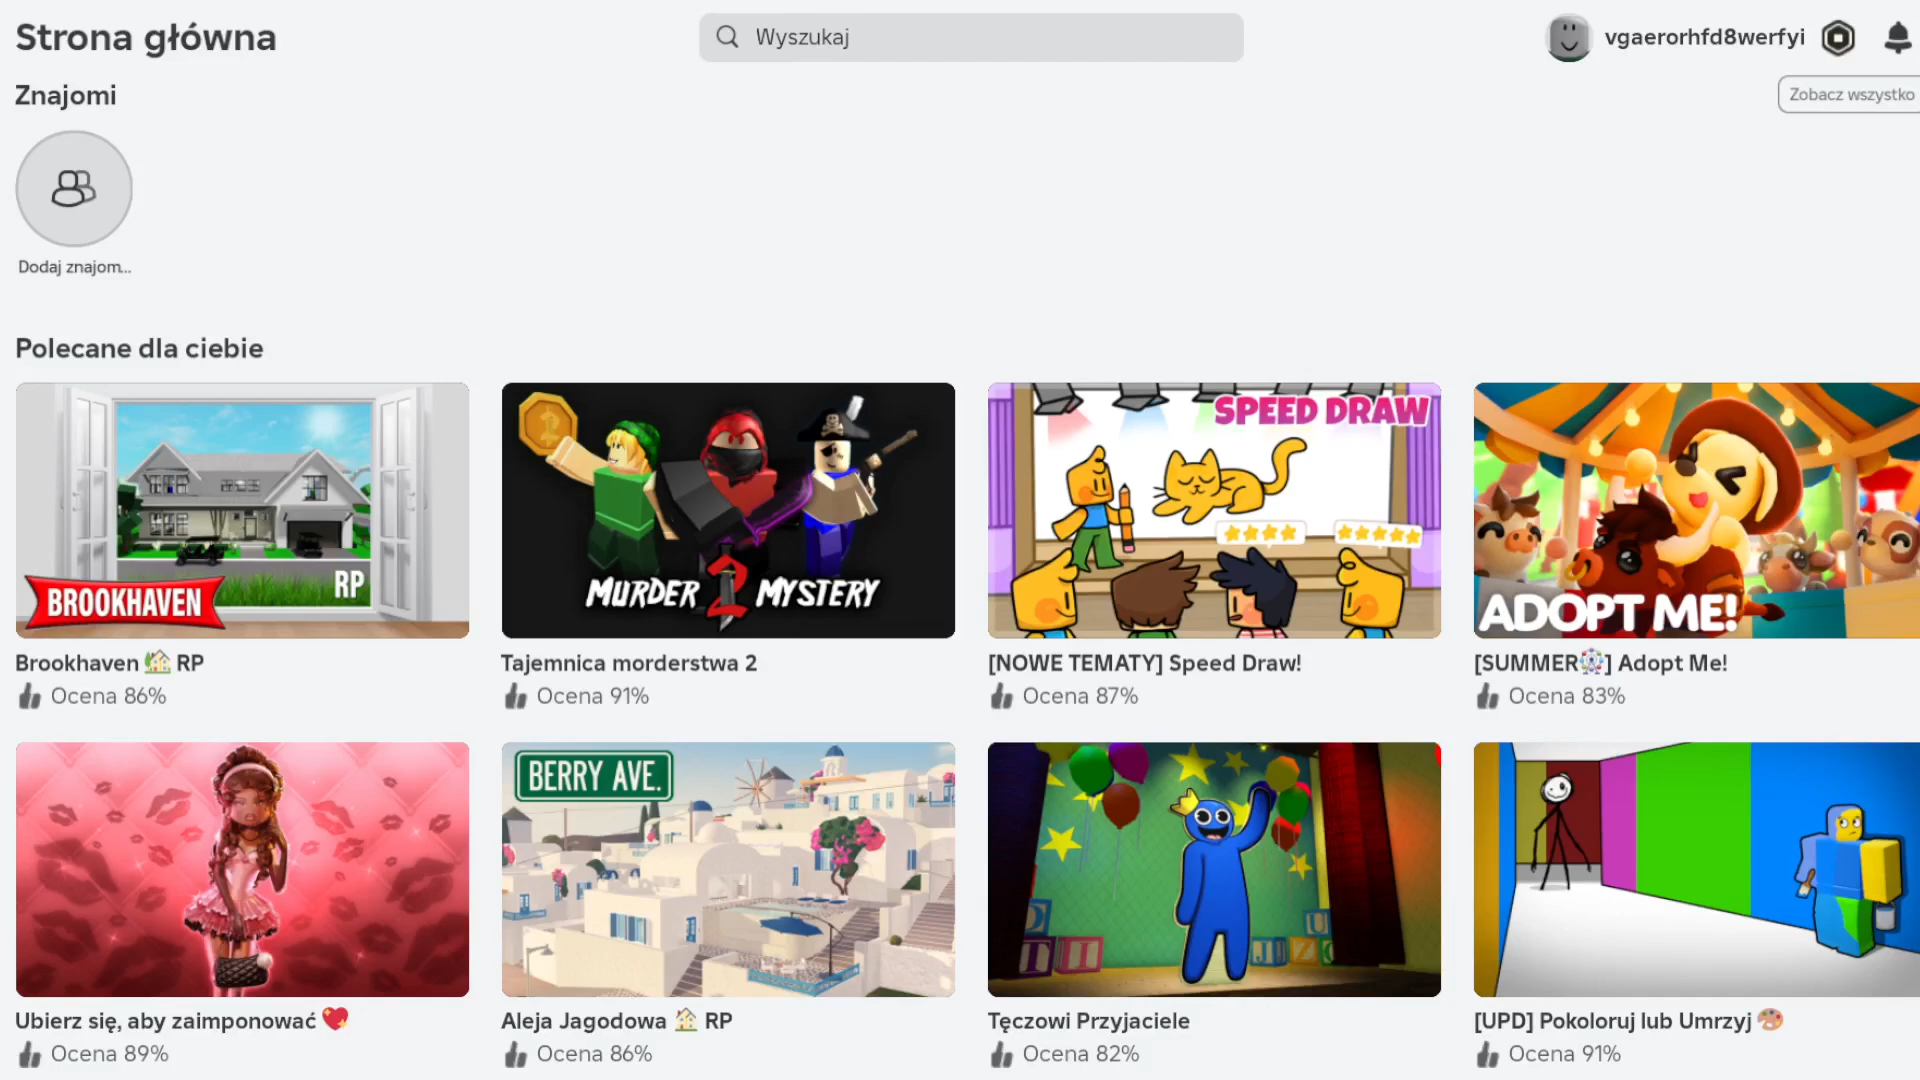 Strona główna
Wyszukaj
vgaerorhfd8werfyi
Znajomi
Zobacz wszystko
Dodaj znajom...
Polecane dla ciebie
BROOKHAVEN
RP
MURDER 2 MYSTERY
SPEED DRAW
ADOPT ME!
Brookhaven 🏡 RP
Tajemnica morderstwa 2
[NOWE TEMATY] Speed Draw!
[SUMMER🎡] Adopt Me!
Ocena 86%
Ocena 91%
Ocena 87%
Ocena 83%
BERRY AVE.
Ubierz się, aby zaimponować 💖
Aleja Jagodowa 🏠 RP
Tęczowi Przyjaciele
[UPD] Pokoloruj lub Umrzyj 🎨
Ocena 89%
Ocena 86%
Ocena 82%
Ocena 91%